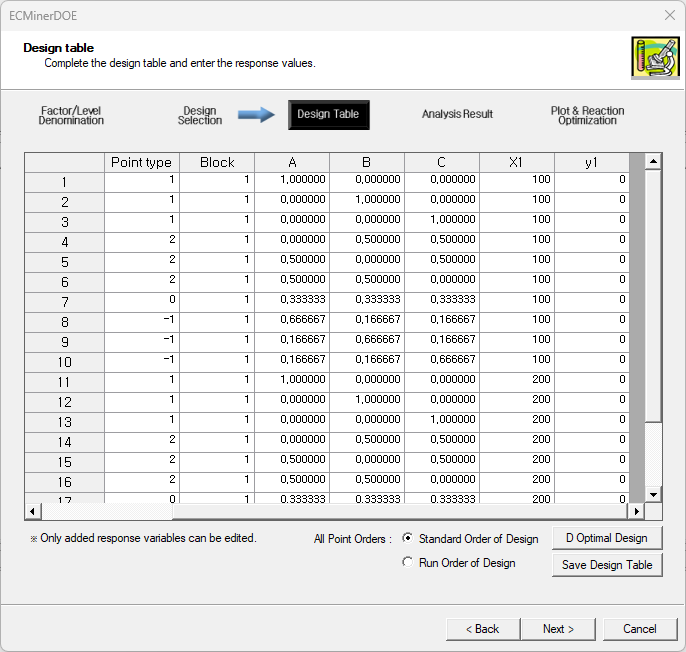 ECMinerDOE
Design table
Complete the design table and enter the response values.
Factor/Level Denomination
Design Selection
Design Table
Analysis Result
Plot & Reaction Optimization
Point type Block A B C X1 y1
1 1 1 1,000000 0,000000 0,000000 100 0
2 1 1 0,000000 1,000000 0,000000 100 0
3 1 1 0,000000 0,000000 1,000000 100 0
4 2 1 0,000000 0,500000 0,500000 100 0
5 2 1 0,500000 0,000000 0,500000 100 0
6 2 1 0,500000 0,500000 0,000000 100 0
7 0 1 0,333333 0,333333 0,333333 100 0
8 -1 1 0,666667 0,166667 0,166667 100 0
9 -1 1 0,166667 0,666667 0,166667 100 0
10 -1 1 0,166667 0,166667 0,666667 100 0
11 1 1 1,000000 0,000000 0,000000 200 0
12 1 1 0,000000 1,000000 0,000000 200 0
13 1 1 0,000000 0,000000 1,000000 200 0
14 2 1 0,000000 0,500000 0,500000 200 0
15 2 1 0,500000 0,000000 0,500000 200 0
16 2 1 0,500000 0,500000 0,000000 200 0
17 0 1 0,333333 0,333333 0,333333 200 0
※ Only added response variables can be edited.
All Point Orders : Standard Order of Design
Run Order of Design
D Optimal Design
Save Design Table
< Back
Next >
Cancel